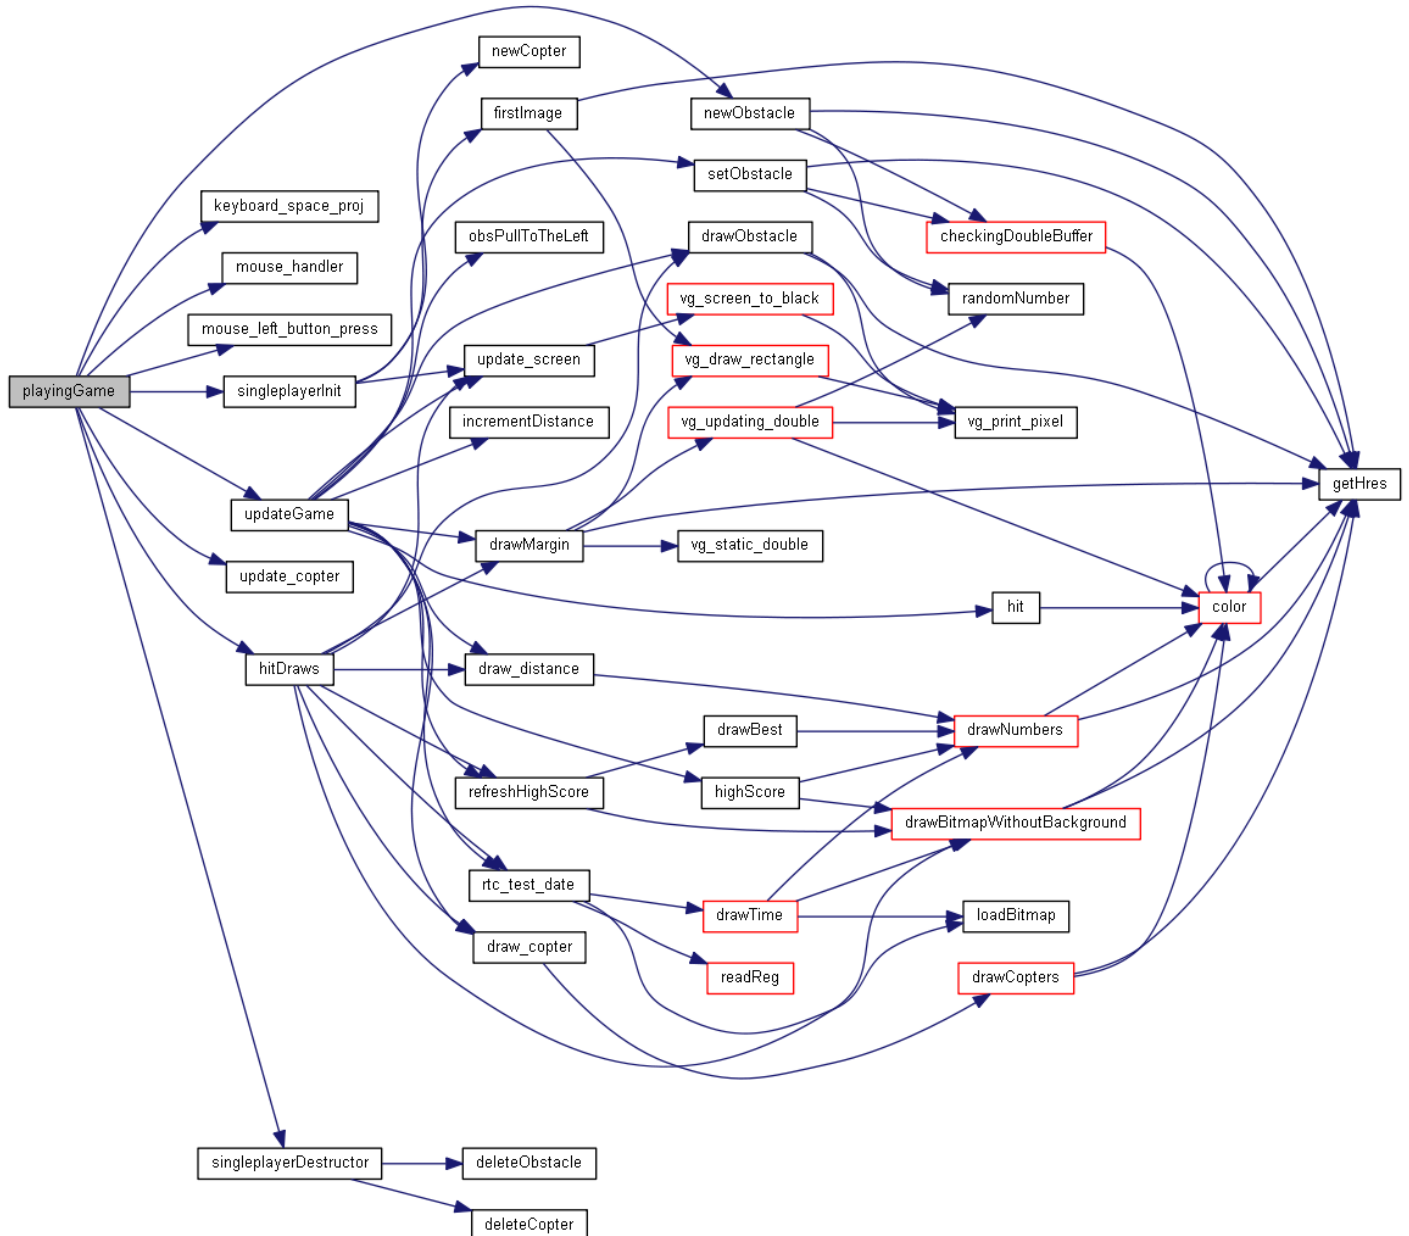 newCopter
firstImage
newObstacle
setObstacle
keyboard_space_proj
obsPullToTheLeft
drawObstacle
checkingDoubleBuffer
mouse_handler
vg_screen_to_black
randomNumber
mouse_left_button_press
update_screen
vg_draw_rectangle
playingGame
singleplayerInit
incrementDistance
vg_updating_double
vg_print_pixel
getHres
updateGame
drawMargin
vg_static_double
update_copter
hit
color
hitDraws
draw_distance
drawBest
drawNumbers
refreshHighScore
highScore
drawBitmapWithoutBackground
rtc_test_date
drawTime
loadBitmap
draw_copter
readReg
drawCopters
singleplayerDestructor
deleteObstacle
deleteCopter